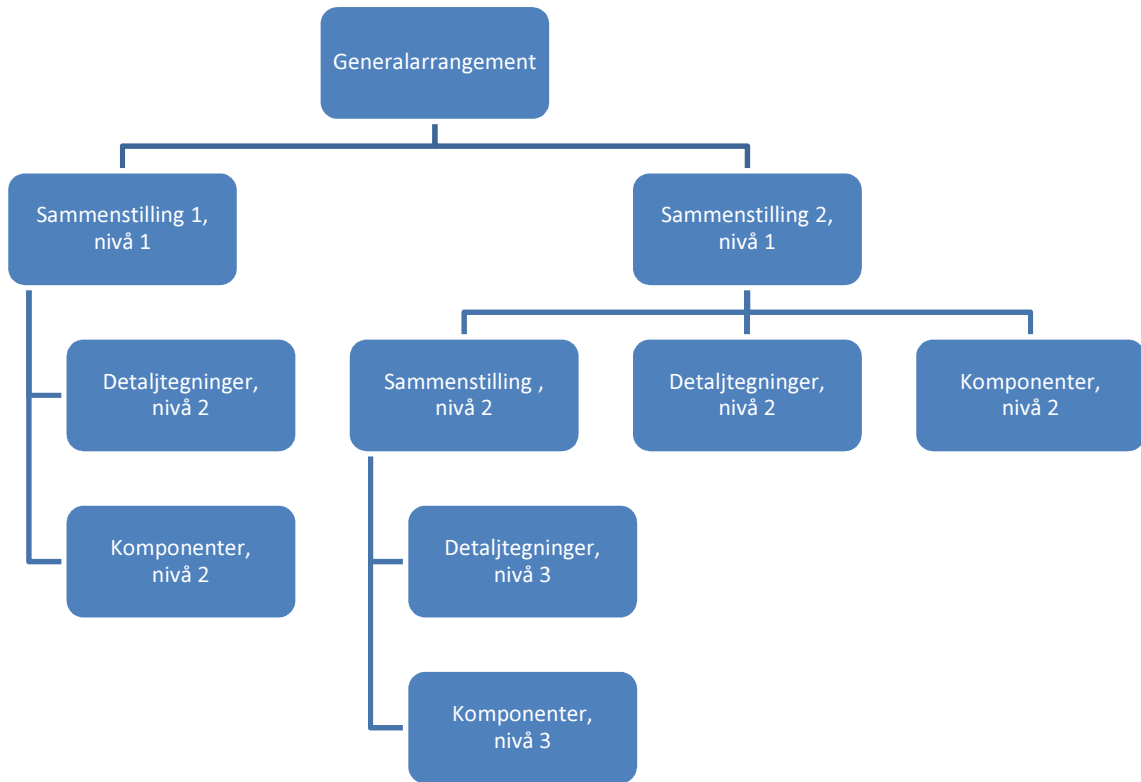 Generalarrangement
Sammenstilling 1,
nivå 1
Sammenstilling 2,
nivå 1
Detaljtegninger,
nivå 2
Sammenstilling ,
nivå 2
Detaljtegninger,
nivå 2
Komponenter,
nivå 2
Komponenter,
nivå 2
Detaljtegninger,
nivå 3
Komponenter,
nivå 3